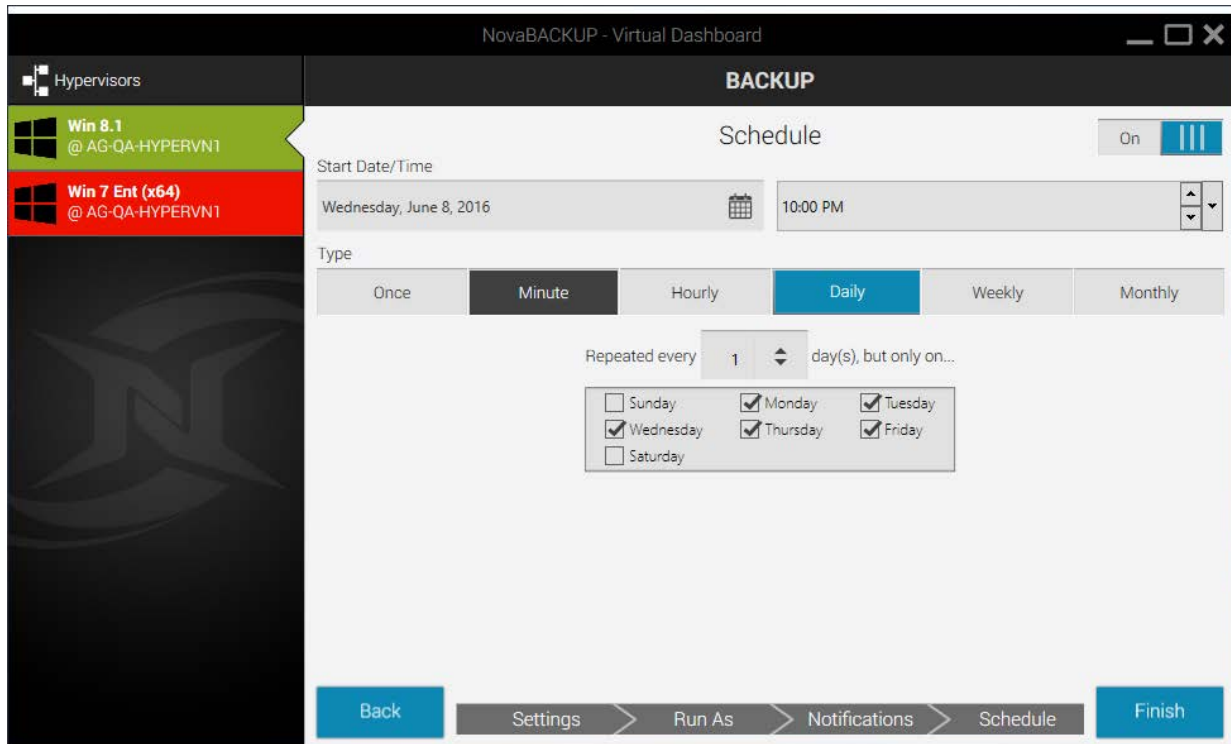 NovaBACKUP - Virtual Dashboard
Hypervisors
BACKUP
Win 8.1
@ AG-QA-HYPERVN1
Win 7 Ent (x64)
@ AG-QA-HYPERVN1
Schedule
On
Start Date/Time
Wednesday, June 8, 2016
10:00 PM
Type
Once Minute Hourly Daily Weekly Monthly
Repeated every 1 day(s), but only on...
Sunday Monday Tuesday
Wednesday Thursday Friday
Saturday
Back Settings Run As Notifications Schedule Finish